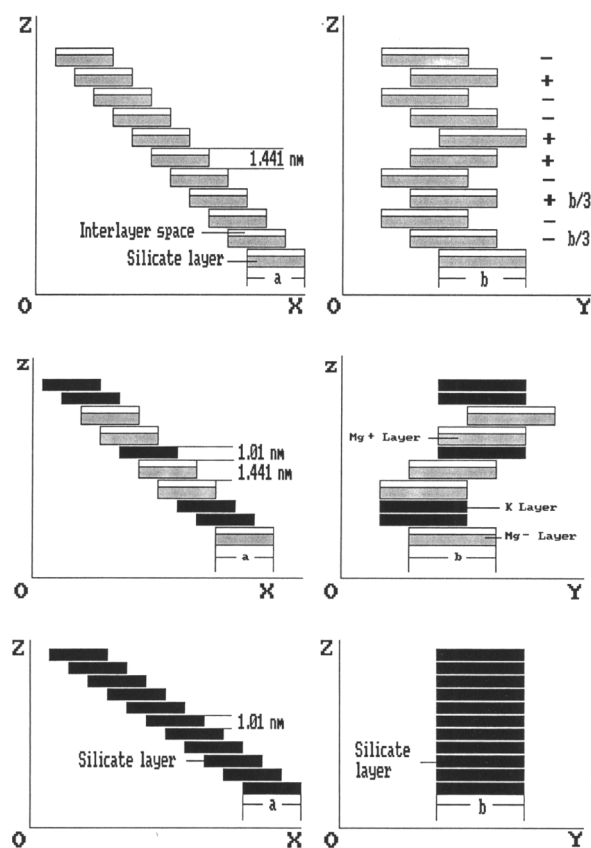 Z
Z
−
+
−
−
+
1.441 nm
+
−
+ b/3
Interlayer space
−
Silicate layer
− b/3
a
b
O
X
O
Y
Z
Z
Mg+ Layer
1.01 nm
1.441 nm
K Layer
Mg- Layer
a
b
O
X
O
Y
Z
Z
1.01 nm
Silicate layer
Silicate
layer
a
b
O
X
O
Y